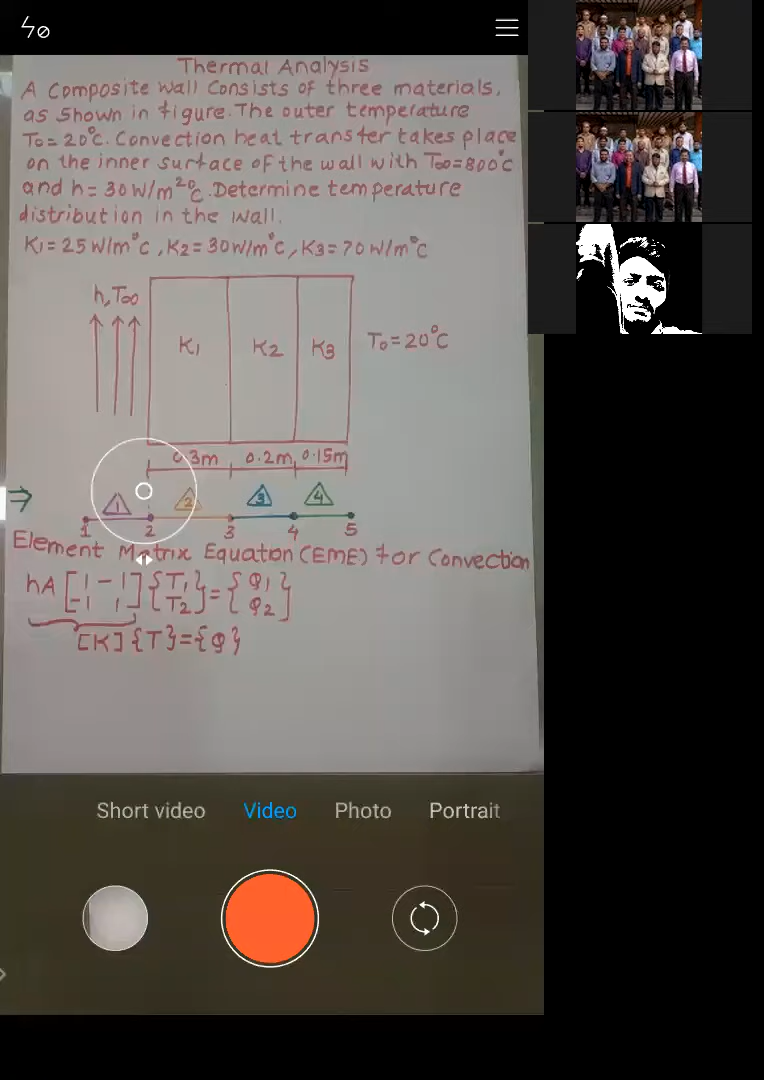 Thermal Analysis
A Composite Wall Consists of three materials,
as shown in figure. The outer temperature
To = 20°C. Convection heat transfer takes place
on the inner surface of the wall with T∞=800°C
and h = 30 W/m²°C. Determine temperature
distribution in the wall.
K1 = 25 W/m°C, K2 = 30 W/m°C, K3 = 70 W/m°C
h, T∞
K1 K2 K3 To = 20°C
0.3m 0.2m 0.15m
⇒ 1 2 3 4
1 2 3 4 5
Element Matrix Equation (EME) for Convection
hA [1 -1] {T1} = {Q1}
[-1 1] {T2} {Q2}
[K] {T} = {Q}
Short video Video Photo Portrait